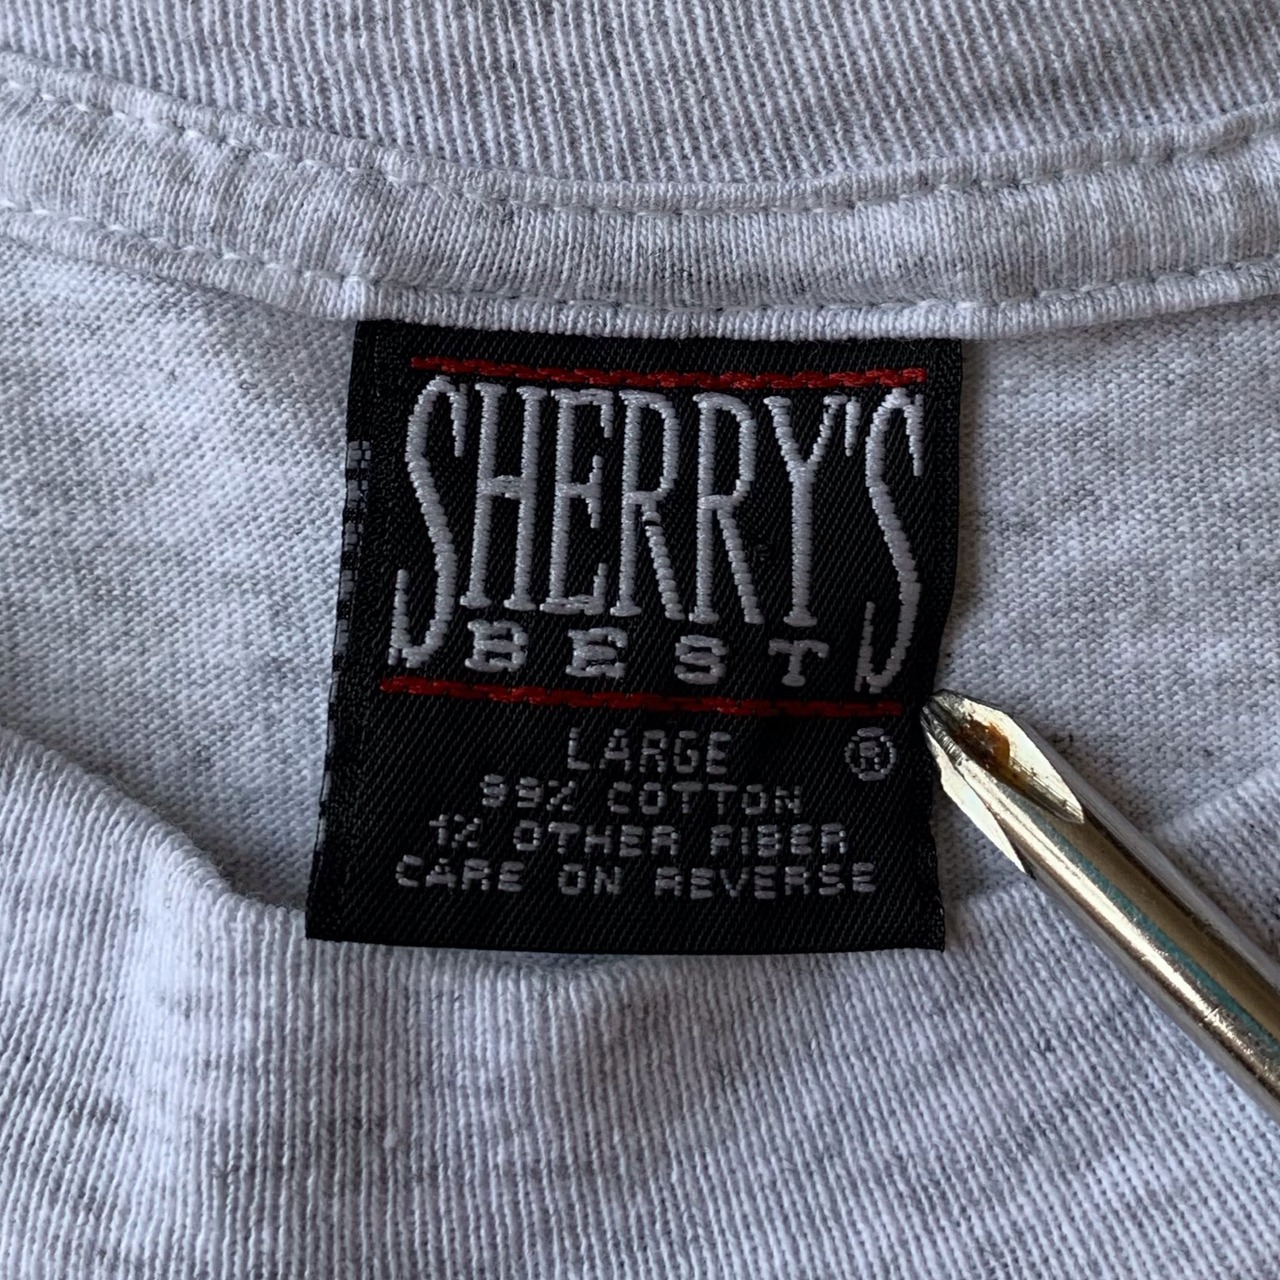 SHERRY'S
BEST
LARGE ®
99% COTTON
1% OTHER FIBER
CARE ON REVERSE